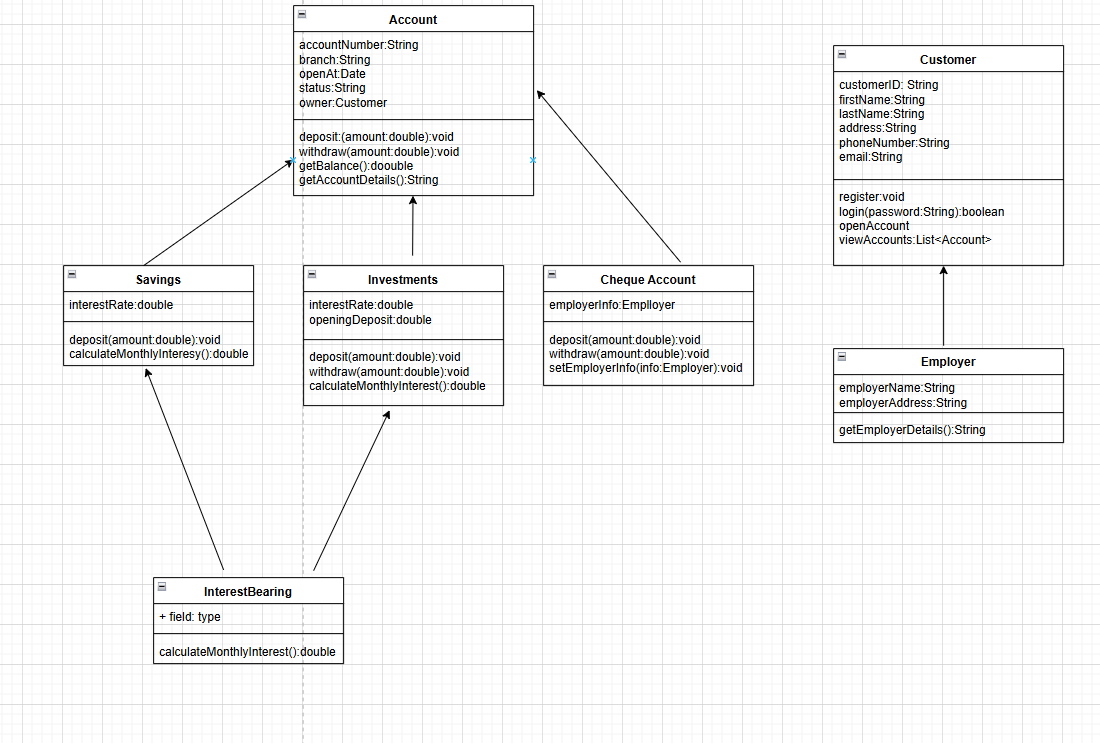 Account
accountNumber:String
branch:String
openAt:Date
status:String
owner:Customer
deposit:(amount:double):void
withdraw(amount:double):void
getBalance():doouble
getAccountDetails():String
Customer
customerID: String
firstName:String
lastName:String
address:String
phoneNumber:String
email:String
register:void
login(password:String):boolean
openAccount
viewAccounts:List<Account>
Savings
interestRate:double
deposit(amount:double):void
calculateMonthlyInteresy():double
Investments
interestRate:double
openingDeposit:double
deposit(amount:double):void
withdraw(amount:double):void
calculateMonthlyInterest():double
Cheque Account
employerInfo:Empployer
deposit(amount:double):void
withdraw(amount:double):void
setEmployerInfo(info:Employer):void
Employer
employerName:String
employerAddress:String
getEmployerDetails():String
InterestBearing
+ field: type
calculateMonthlyInterest():double